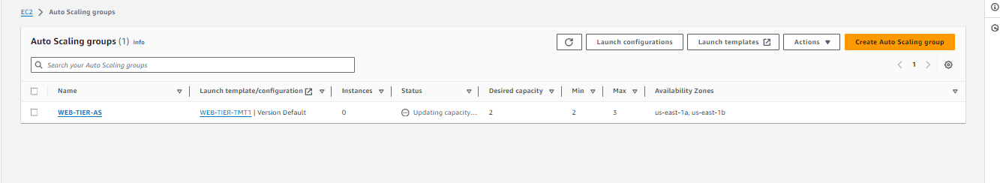 EC2 > Auto Scaling groups
Auto Scaling groups (1) Info
Launch configurations
Launch templates
Actions
Create Auto Scaling group
Search your Auto Scaling groups
1
Name Launch template/configuration Instances Status Desired capacity Min Max Availability Zones
WEB-TIER-AS WEB-TIER-TMT1 | Version Default 0 Updating capacity... 2 2 3 us-east-1a, us-east-1b